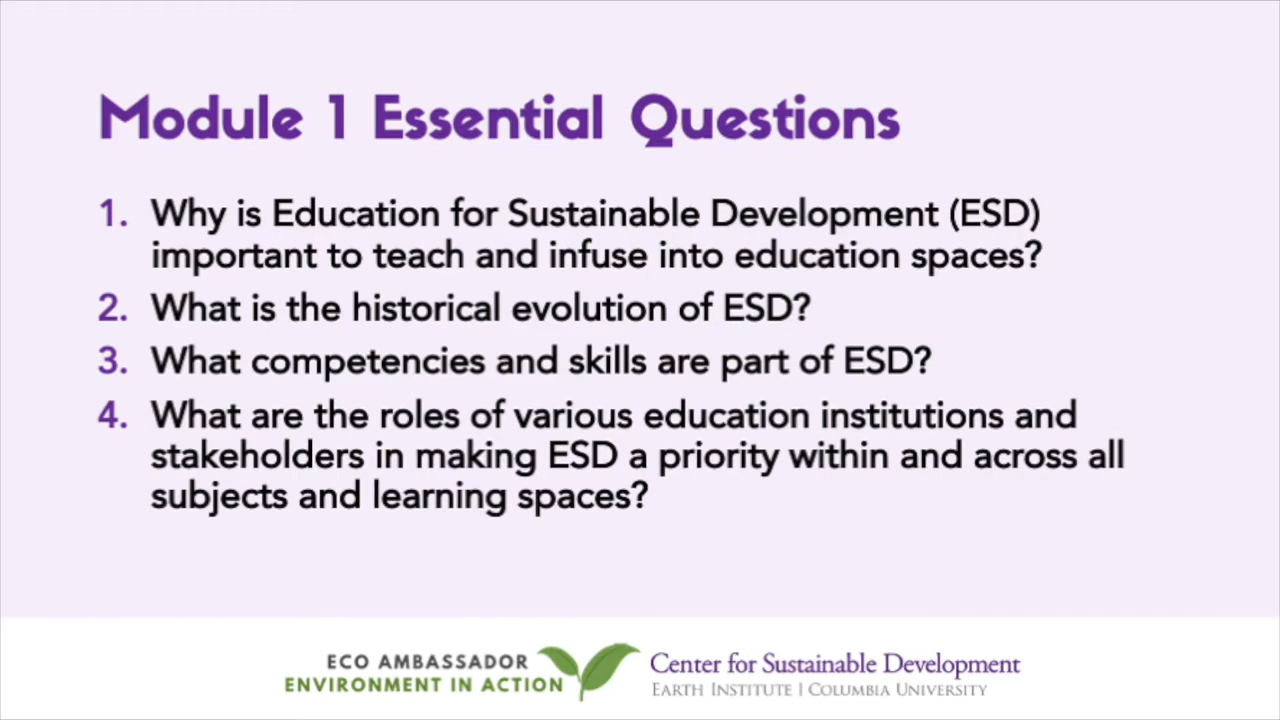 Module 1 Essential Questions
1. Why is Education for Sustainable Development (ESD)
important to teach and infuse into education spaces?
2. What is the historical evolution of ESD?
3. What competencies and skills are part of ESD?
4. What are the roles of various education institutions and
stakeholders in making ESD a priority within and across all
subjects and learning spaces?
ECO AMBASSADOR
ENVIRONMENT IN ACTION
Center for Sustainable Development
EARTH INSTITUTE | COLUMBIA UNIVERSITY